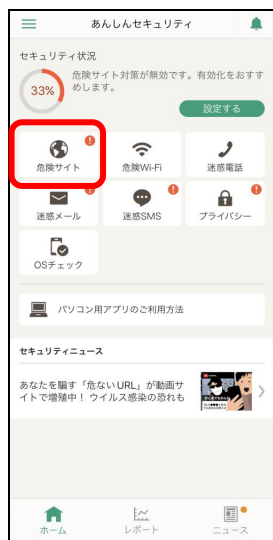 あんしんセキュリティ
セキュリティ状況
33%
危険サイト対策が無効です。有効化をおすす
めします。
設定する
危険サイト
危険Wi-Fi
迷惑電話
迷惑メール
迷惑SMS
プライバシー
OSチェック
パソコン用アプリのご利用方法
セキュリティニュース
あなたを騙す「危ないURL」が動画サ
イトで増殖中！ ウイルス感染の恐れも
ホーム
レポート
ニュース